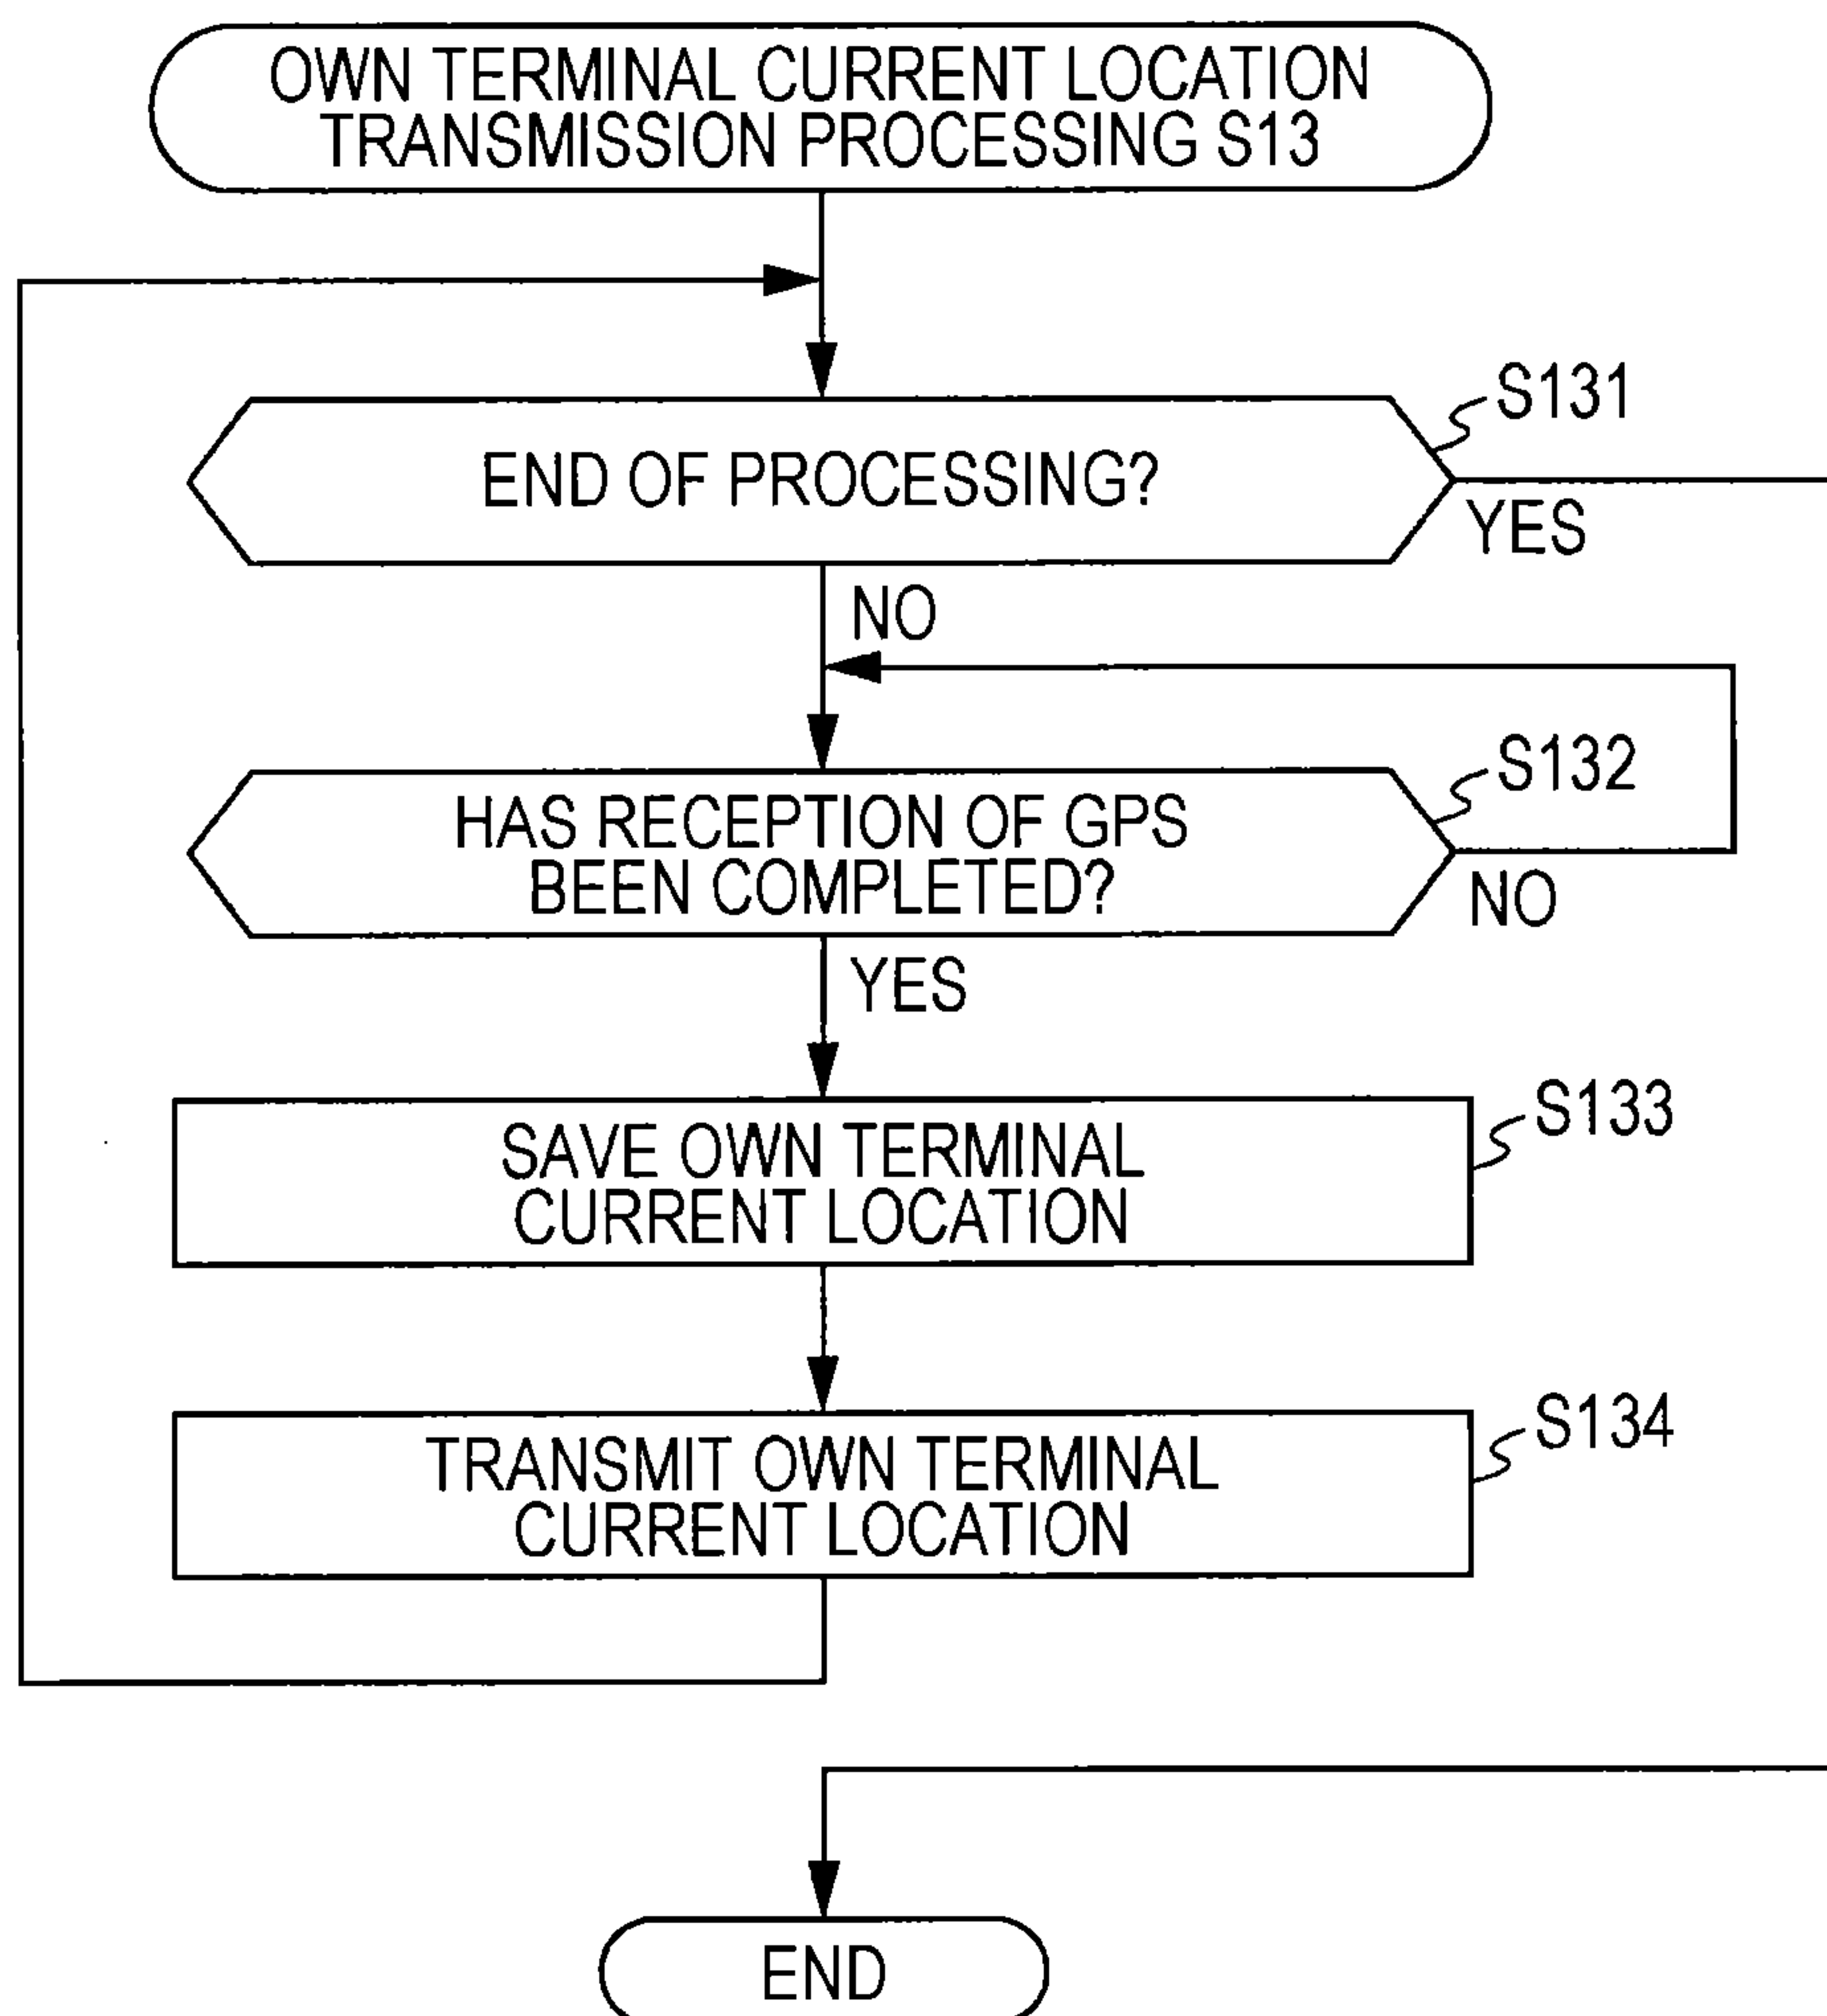 OWN TERMINAL CURRENT LOCATION
TRANSMISSION PROCESSING S13
S131
END OF PROCESSING?
YES
NO
S132
HAS RECEPTION OF GPS
BEEN COMPLETED?
NO
YES
S133
SAVE OWN TERMINAL
CURRENT LOCATION
S134
TRANSMIT OWN TERMINAL
CURRENT LOCATION
END